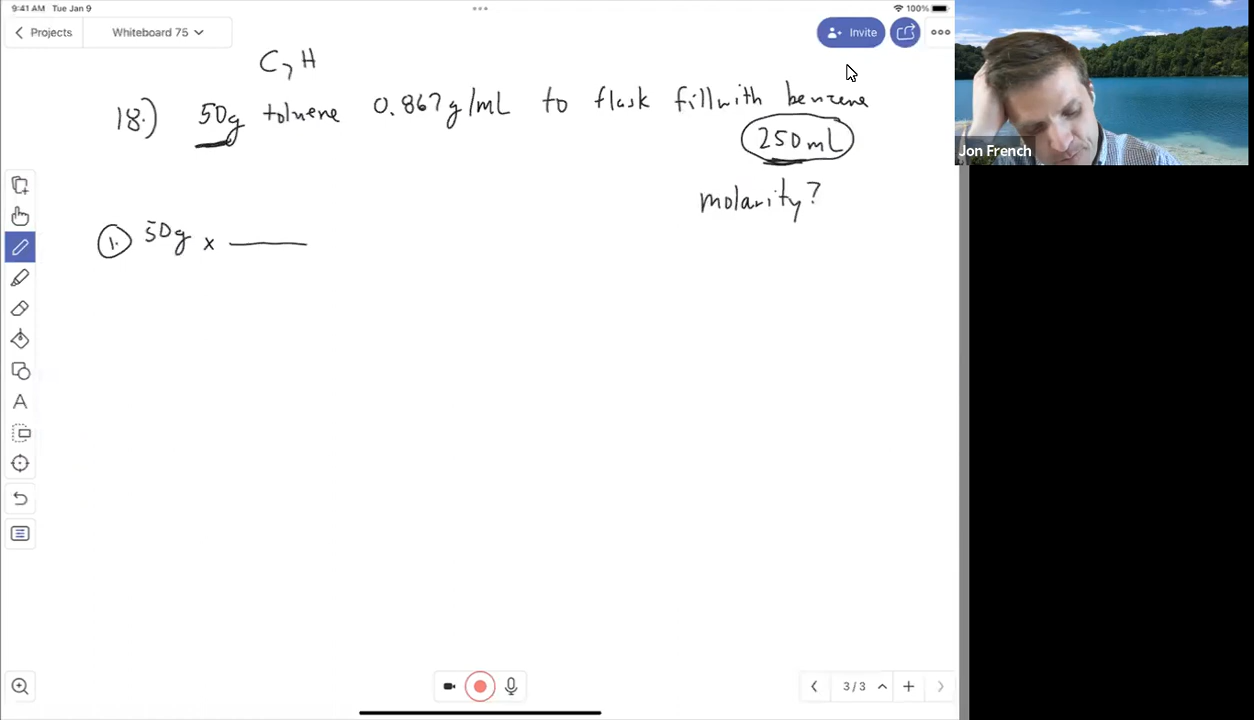 9:41 AM Tue Jan 9
100%
Projects
Whiteboard 75
Invite
C7H
18.) 50g toluene 0.867g/mL to flask fill with benzene
250mL
molarity?
1. 50g x
A
3/3
Jon French